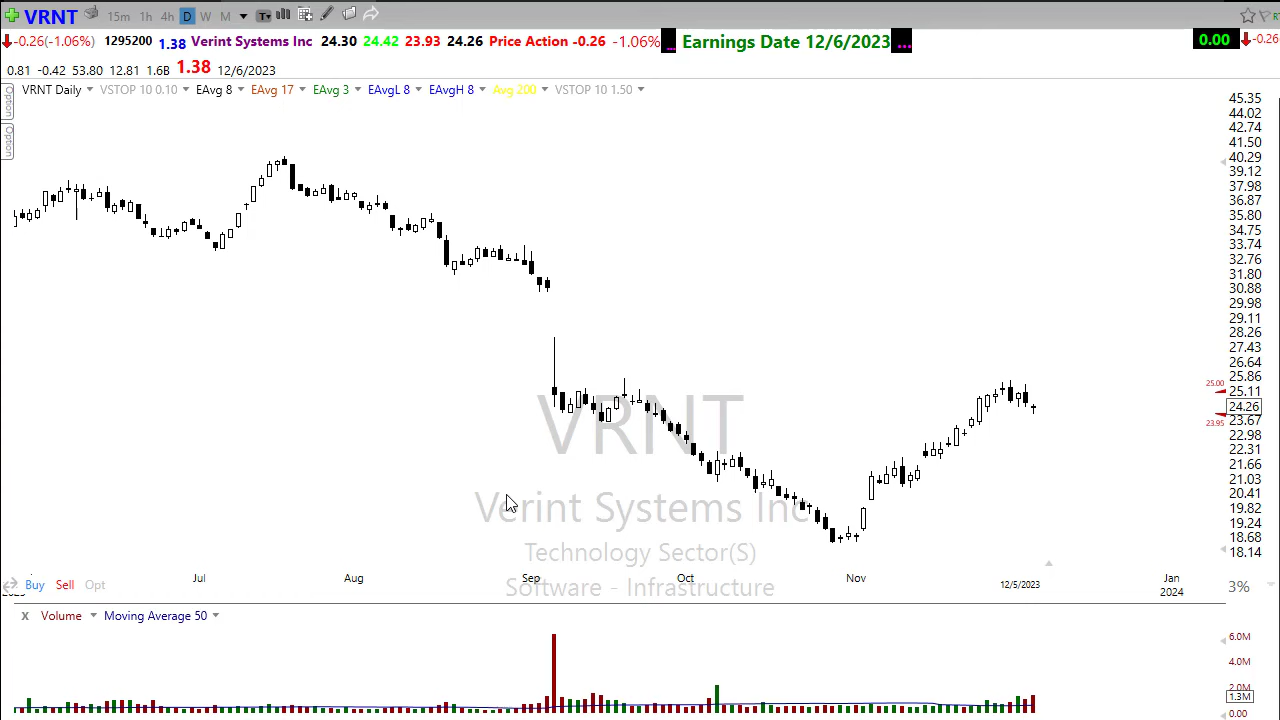 VRNT 15m 1h 4h D W M T
-0.26(-1.06%) 1295200 1.38 Verint Systems Inc 24.30 24.42 23.93 24.26 Price Action -0.26 -1.06% ... Earnings Date 12/6/2023 ... 0.00 -0.26
0.81 -0.42 53.80 12.81 1.6B 1.38 12/6/2023
VRNT Daily VSTOP 10 0.10 EAvg 8 EAvg 17 EAvg 3 EAvgL 8 EAvgH 8 Avg 200 VSTOP 10 1.50
Option
Option
45.35
44.02
42.74
41.50
40.29
39.12
37.98
36.87
35.80
34.75
33.74
32.76
31.80
30.88
29.98
29.11
28.26
27.43
26.64
25.86
25.00
25.11
24.26
23.67
23.95
22.98
22.31
21.66
21.03
20.41
19.82
19.24
18.68
18.14
VRNT
Verint Systems Inc
Technology Sector(S)
Software - Infrastructure
Jul Aug Sep Oct Nov 12/5/2023 Jan
2024
Buy Sell Opt 3%
X Volume Moving Average 50
6.0M
4.0M
2.0M
1.3M
0.00